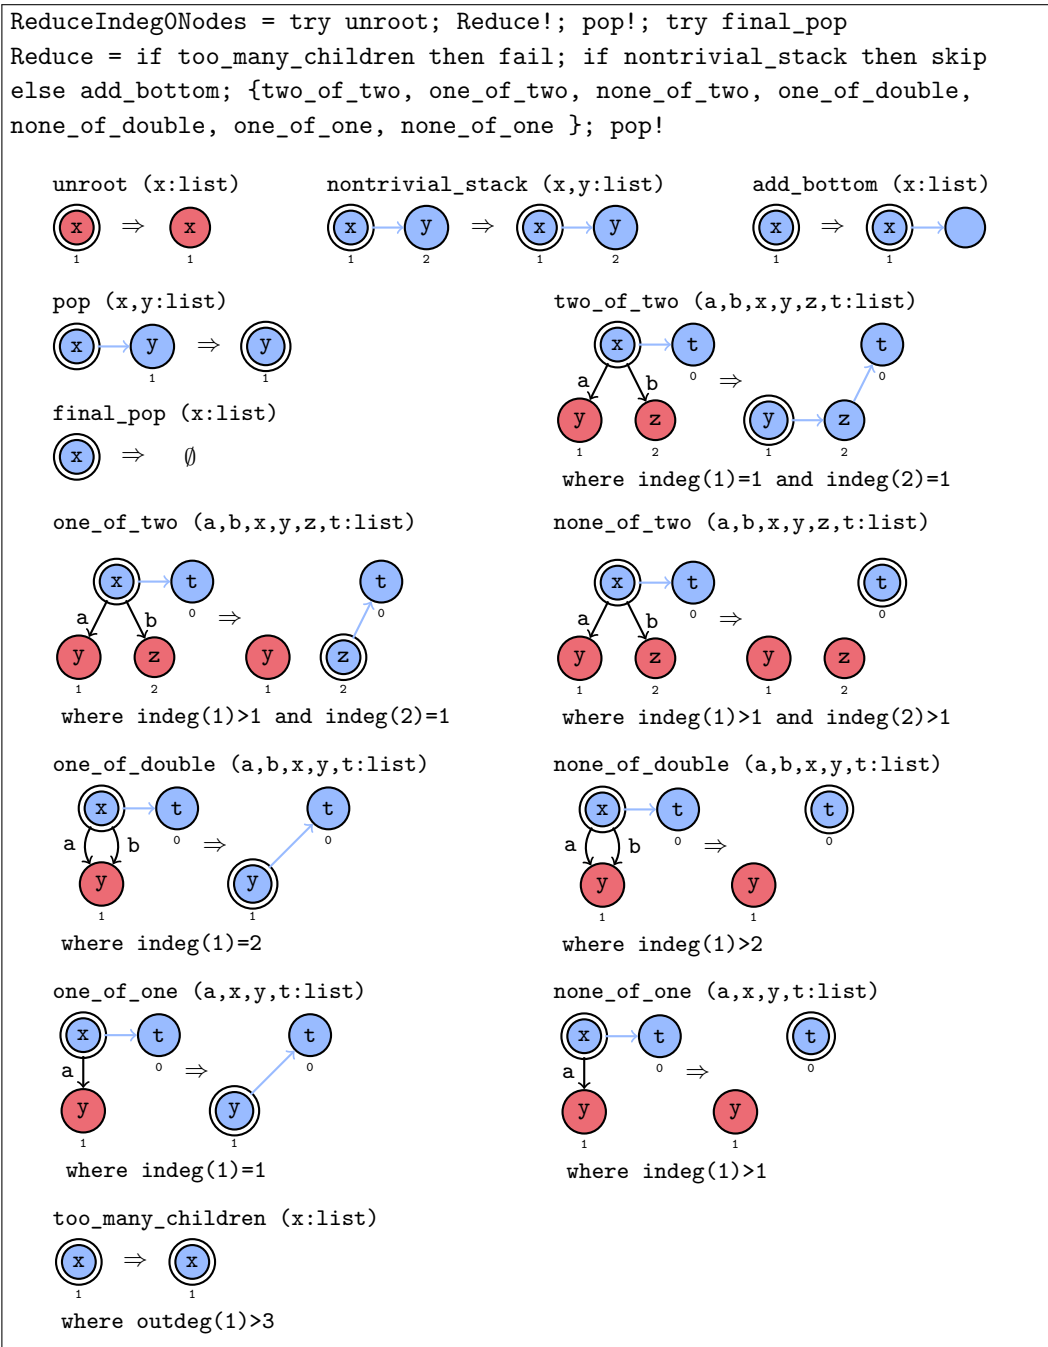 ReduceIndeg0Nodes = try unroot; Reduce!; pop!; try final_pop
Reduce = if too_many_children then fail; if nontrivial_stack then skip
else add_bottom; {two_of_two, one_of_two, none_of_two, one_of_double,
none_of_double, one_of_one, none_of_one }; pop!
unroot (x:list) nontrivial_stack (x,y:list) add_bottom (x:list)
x ⇒ x x y ⇒ x y x ⇒ x
1 1 1 2 1 2 1 1
pop (x,y:list) two_of_two (a,b,x,y,z,t:list)
x y ⇒ y x t t
1 1 0 ⇒ 0
final_pop (x:list) a b
x ⇒ ∅ y z y z
1 2 1 2
where indeg(1)=1 and indeg(2)=1
one_of_two (a,b,x,y,z,t:list) none_of_two (a,b,x,y,z,t:list)
x t t x t t
a b 0 ⇒ 0 a b 0 ⇒ 0
y z y z y z y z
1 2 1 2 1 2 1 2
where indeg(1)>1 and indeg(2)=1 where indeg(1)>1 and indeg(2)>1
one_of_double (a,b,x,y,t:list) none_of_double (a,b,x,y,t:list)
x t t x t t
a b 0 ⇒ 0 a b 0 ⇒ 0
y y y y
1 1 1 1
where indeg(1)=2 where indeg(1)>2
one_of_one (a,x,y,t:list) none_of_one (a,x,y,t:list)
x t t x t t
a 0 ⇒ 0 a 0 ⇒ 0
y y y y
1 1 1 1
where indeg(1)=1 where indeg(1)>1
too_many_children (x:list)
x ⇒ x
1 1
where outdeg(1)>3